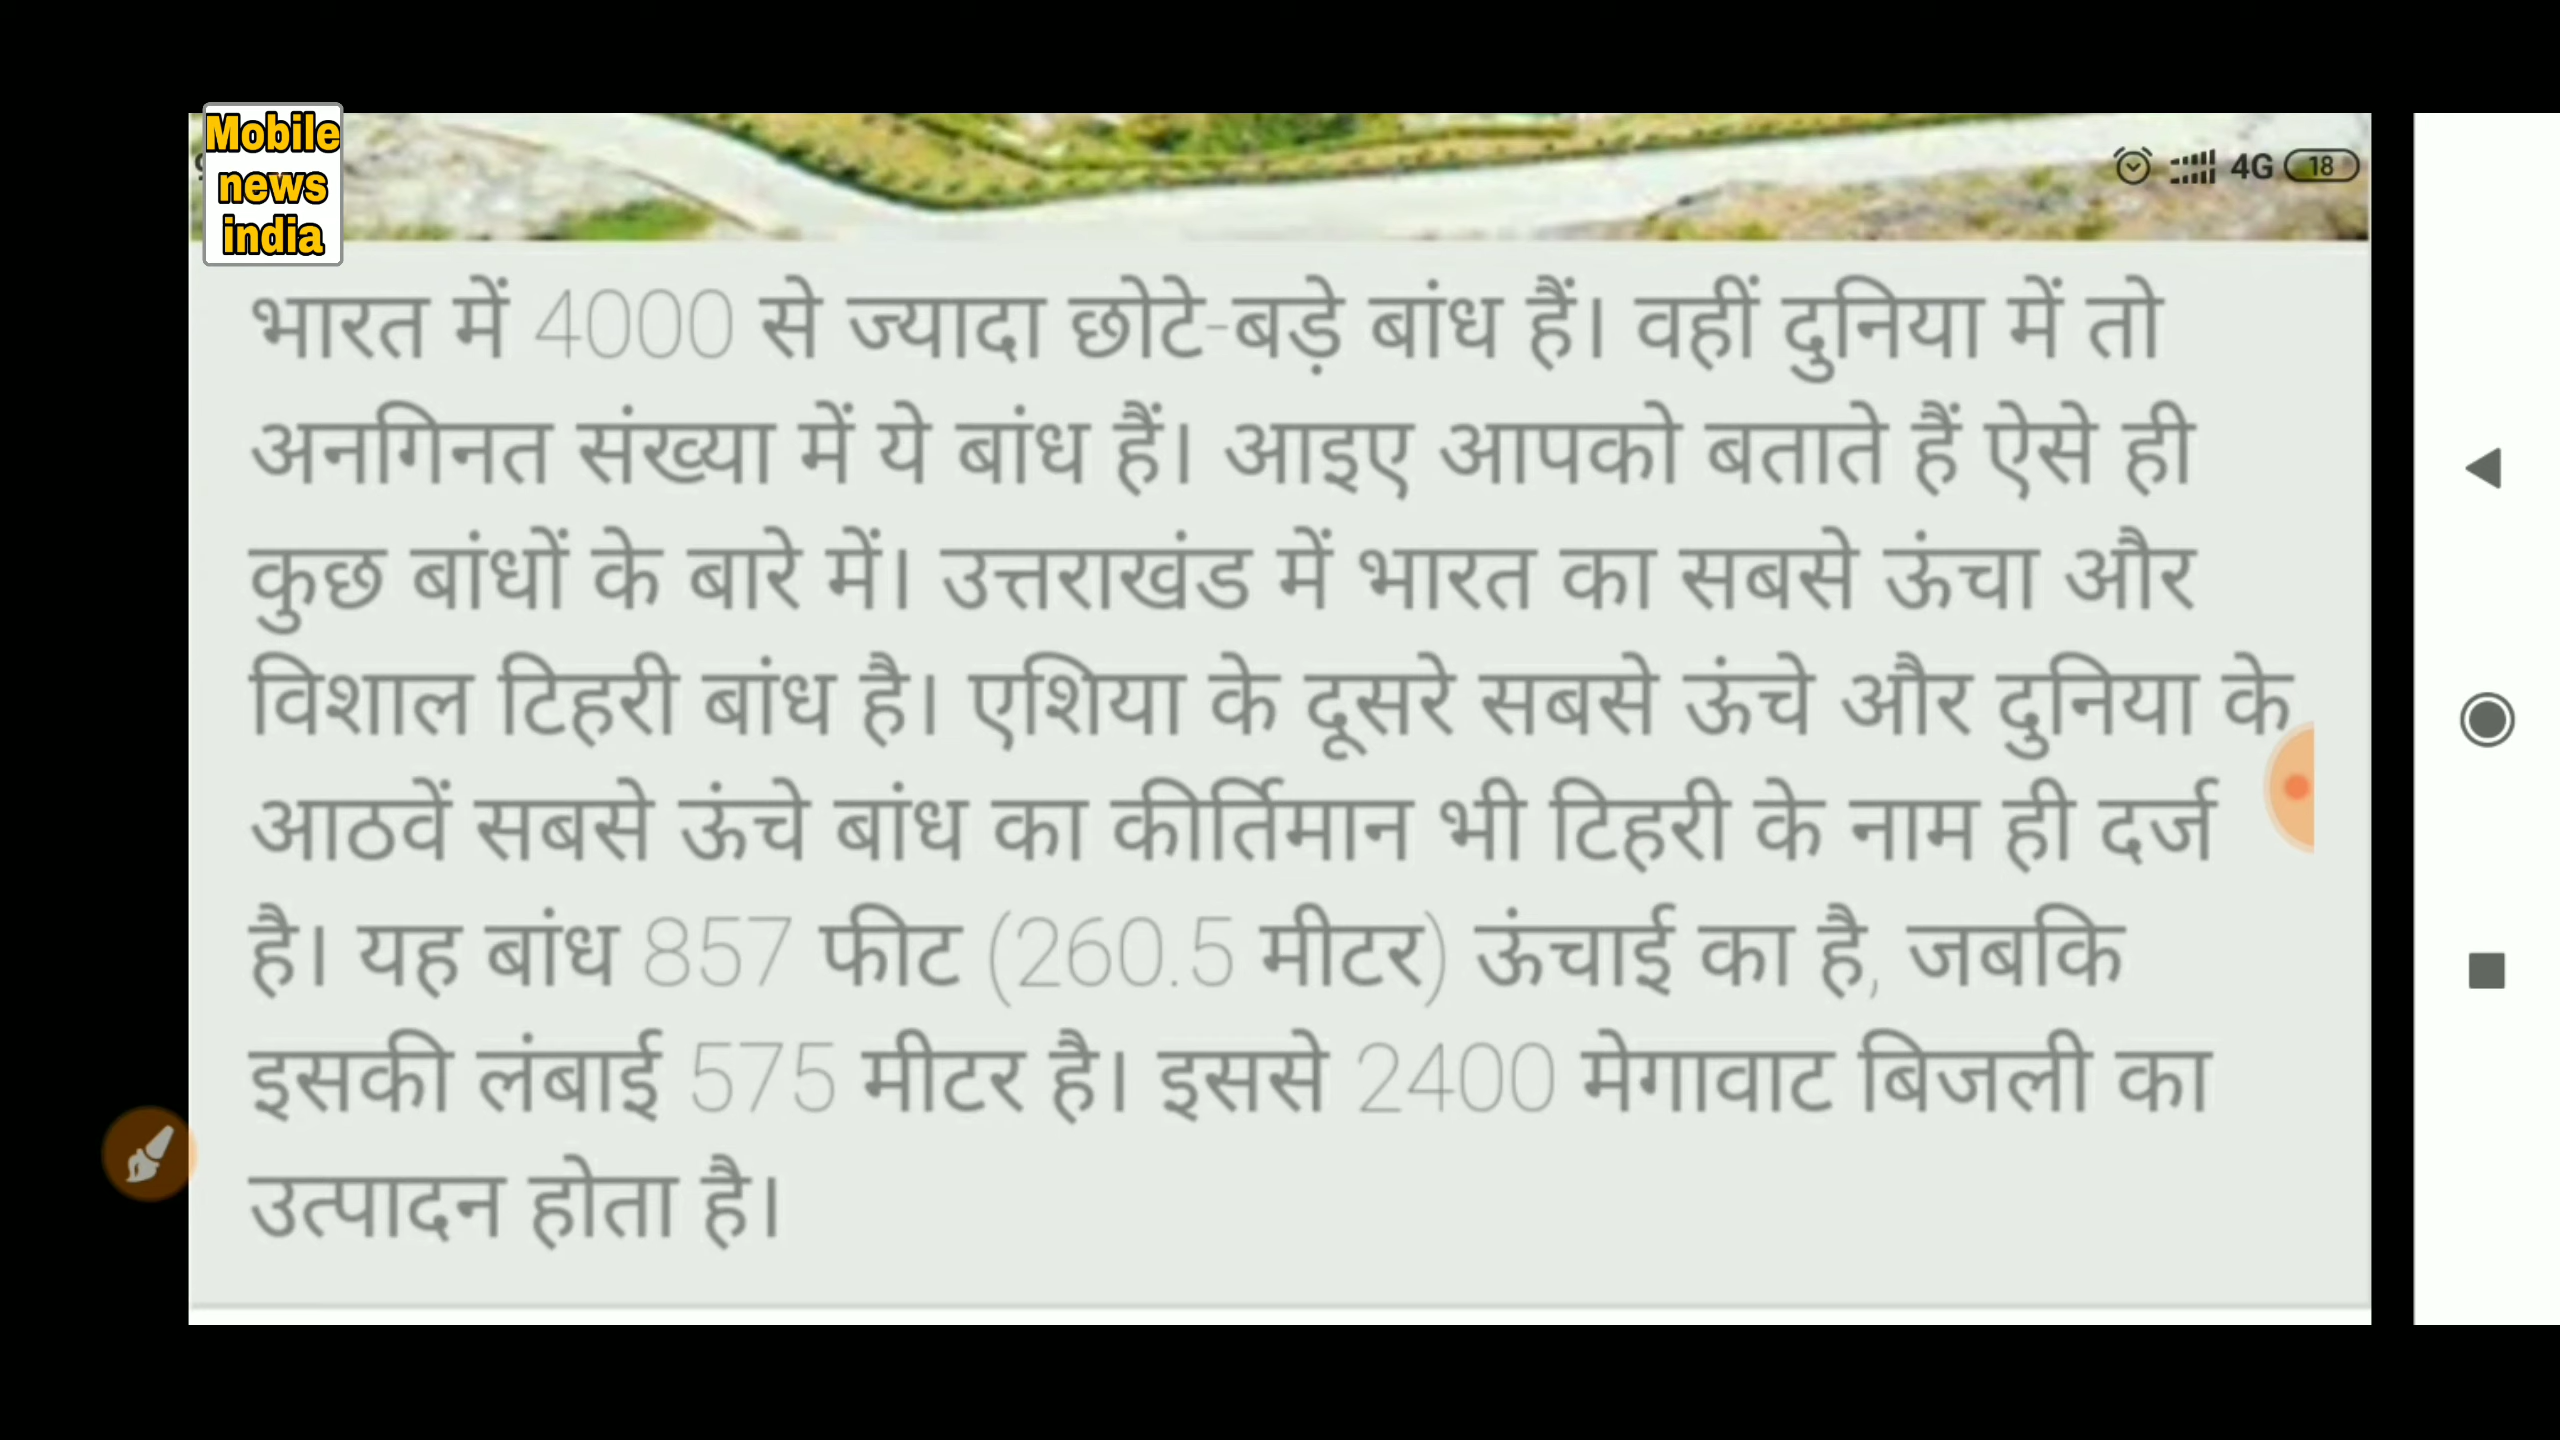 Mobile
news
india
4G 18
भारत में 4000 से ज्यादा छोटे-बड़े बांध हैं। वहीं दुनिया में तो
अनगिनत संख्या में ये बांध हैं। आइए आपको बताते हैं ऐसे ही
कुछ बांधों के बारे में। उत्तराखंड में भारत का सबसे ऊंचा और
विशाल टिहरी बांध है। एशिया के दूसरे सबसे ऊंचे और दुनिया के
आठवें सबसे ऊंचे बांध का कीर्तिमान भी टिहरी के नाम ही दर्ज
है। यह बांध 857 फीट (260.5 मीटर) ऊंचाई का है, जबकि
इसकी लंबाई 575 मीटर है। इससे 2400 मेगावाट बिजली का
उत्पादन होता है।